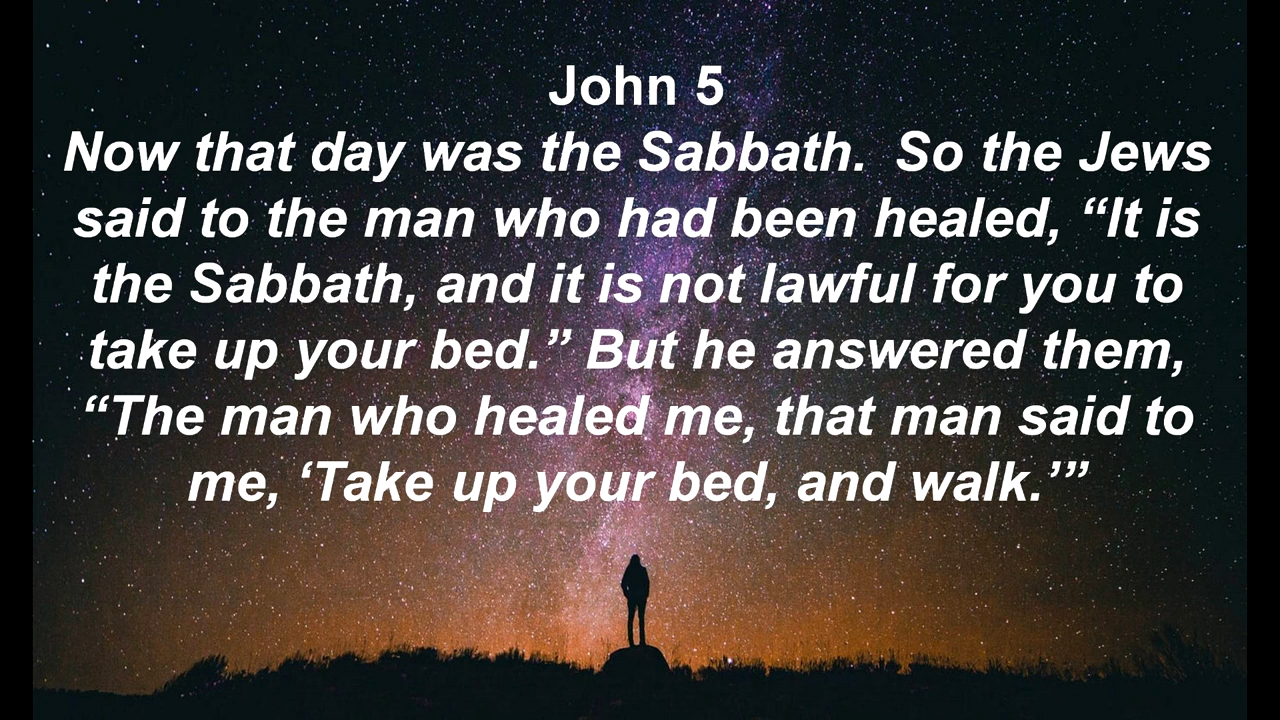 John 5
Now that day was the Sabbath.  So the Jews
said to the man who had been healed, “It is
the Sabbath, and it is not lawful for you to
take up your bed.” But he answered them,
“The man who healed me, that man said to
me, ‘Take up your bed, and walk.’”